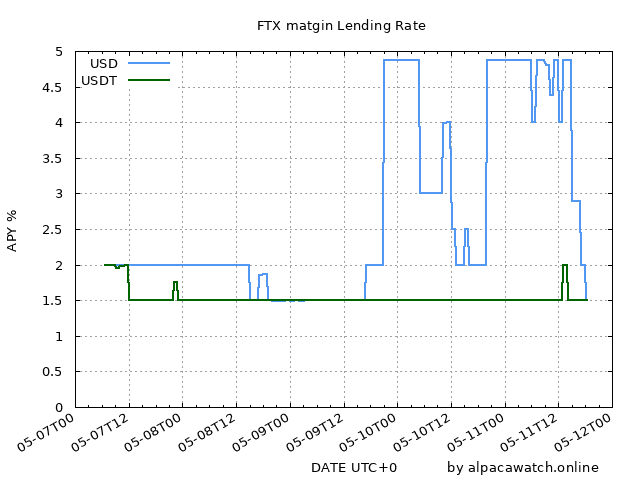 FTX matgin Lending Rate
USD
USDT
5
4.5
4
3.5
3
2.5
2
1.5
1
0.5
0
APY %
05-07T00
05-07T12
05-08T00
05-08T12
05-09T00
05-09T12
05-10T00
05-10T12
05-11T00
05-11T12
05-12T00
DATE UTC+0
by alpacawatch.online